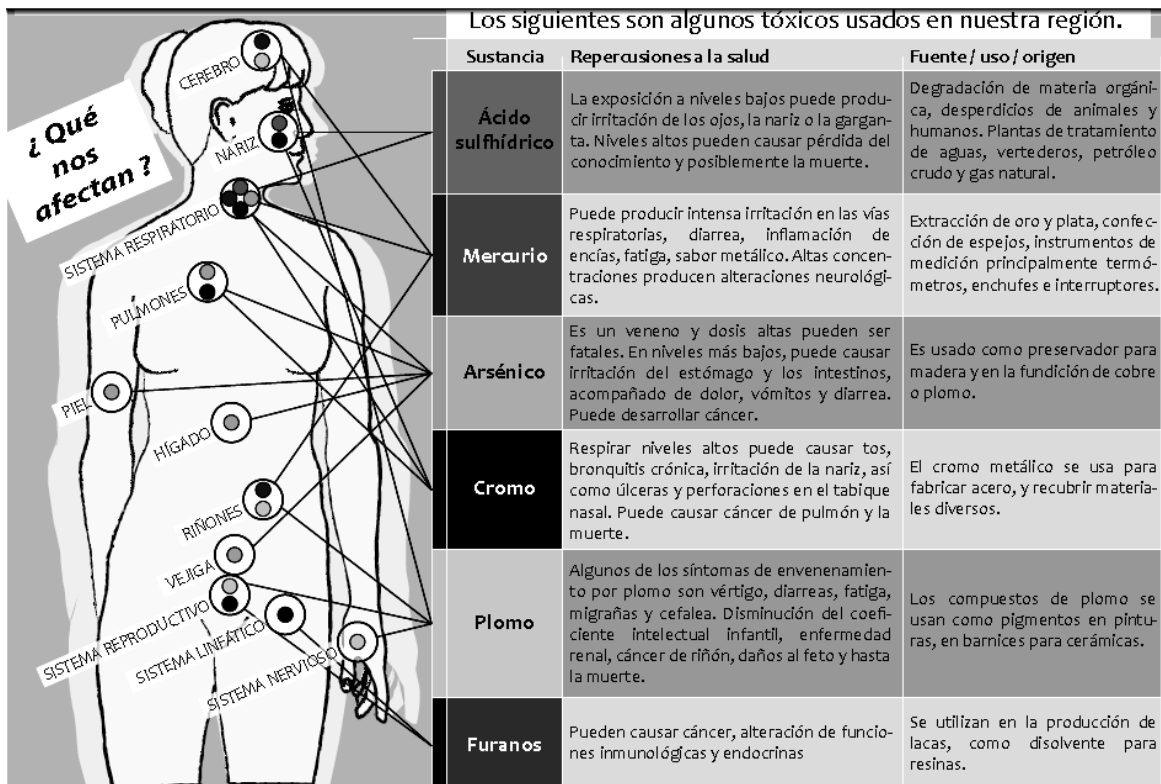 Los siguientes son algunos tóxicos usados en nuestra región.
¿Qué
nos
afectan?
CEREBRO
NARIZ
SISTEMA RESPIRATORIO
PULMONES
PIEL
HÍGADO
RIÑONES
VEJIGA
SISTEMA REPRODUCTIVO
SISTEMA LINFÁTICO
SISTEMA NERVIOSO
Sustancia
Repercusiones a la salud
Fuente / uso / origen
Ácido
sulfhídrico
La exposición a niveles bajos puede produ-
cir irritación de los ojos, la nariz o la gargan-
ta. Niveles altos pueden causar pérdida del
conocimiento y posiblemente la muerte.
Degradación de materia orgáni-
ca, desperdicios de animales y
humanos. Plantas de tratamiento
de aguas, vertederos, petróleo
crudo y gas natural.
Mercurio
Puede producir intensa irritación en las vías
respiratorias, diarrea, inflamación de
encías, fatiga, sabor metálico. Altas concen-
traciones producen alteraciones neurológi-
cas.
Extracción de oro y plata, confec-
ción de espejos, instrumentos de
medición principalmente termó-
metros, enchufes e interruptores.
Arsénico
Es un veneno y dosis altas pueden ser
fatales. En niveles más bajos, puede causar
irritación del estómago y los intestinos,
acompañado de dolor, vómitos y diarrea.
Puede desarrollar cáncer.
Es usado como preservador para
madera y en la fundición de cobre
o plomo.
Cromo
Respirar niveles altos puede causar tos,
bronquitis crónica, irritación de la nariz, así
como úlceras y perforaciones en el tabique
nasal. Puede causar cáncer de pulmón y la
muerte.
El cromo metálico se usa para
fabricar acero, y recubrir materia-
les diversos.
Plomo
Algunos de los síntomas de envenenamien-
to por plomo son vértigo, diarreas, fatiga,
migrañas y cefalea. Disminución del coefi-
ciente intelectual infantil, enfermedad
renal, cáncer de riñón, daños al feto y hasta
la muerte.
Los compuestos de plomo se
usan como pigmentos en pintu-
ras, en barnices para cerámicas.
Furanos
Pueden causar cáncer, alteración de funcio-
nes inmunológicas y endocrinas
Se utilizan en la producción de
lacas, como disolvente para
resinas.